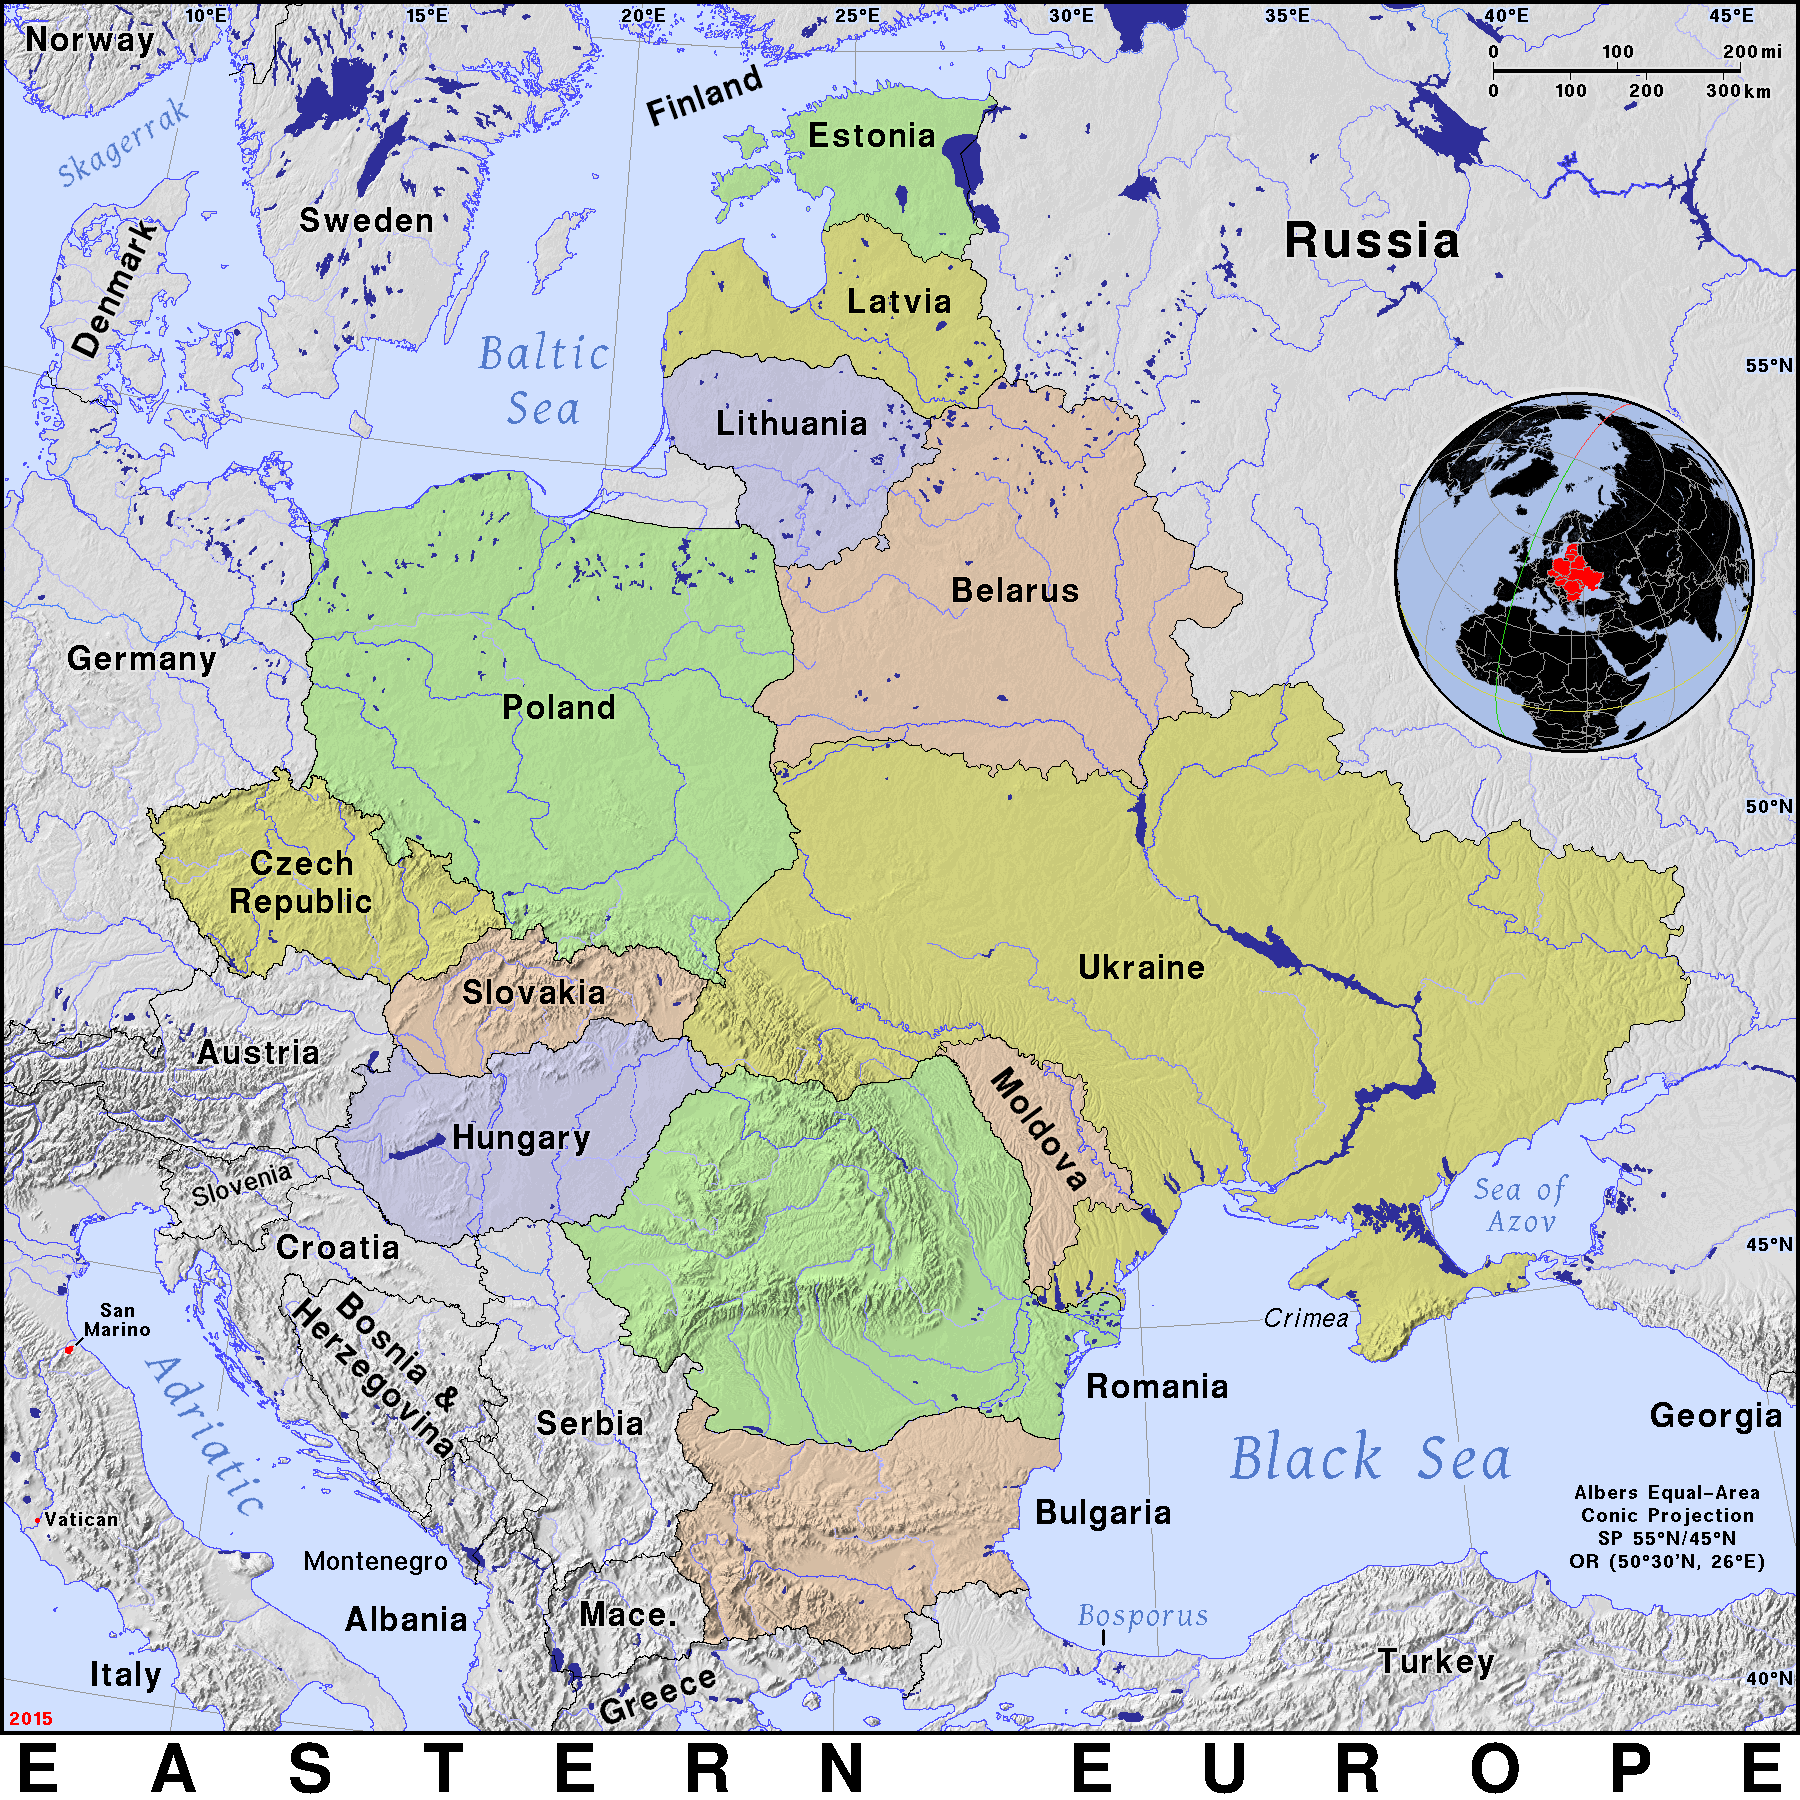 10°E 15°E 20°E 25°E 30°E 35°E 40°E 45°E
Norway
0 100 200 mi
0 100 200 300 km
Finland
Skagerrak
Estonia
Sweden
Denmark
Russia
Latvia
Baltic
Sea
55°N
Lithuania
Belarus
Germany
Poland
50°N
Czech
Republic
Ukraine
Slovakia
Austria
Moldova
Hungary
Slovenia
Sea of
Azov
Croatia
45°N
San
Marino
Bosnia &
Herzegovina
Crimea
Adriatic
Romania
Serbia
Georgia
Black Sea
Albers Equal-Area
Conic Projection
SP 55°N/45°N
OR (50°30'N, 26°E)
Bulgaria
Vatican
Montenegro
Albania
Mace.
Bosporus
Italy
Greece
Turkey
40°N
2015
EASTERN EUROPE